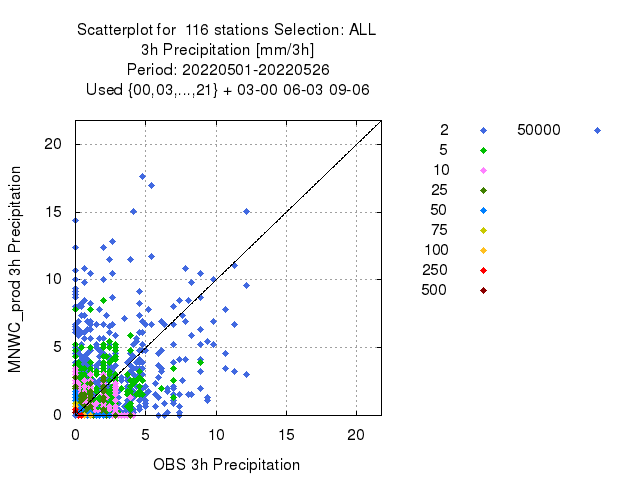 Scatterplot for 116 stations Selection: ALL
3h Precipitation [mm/3h]
Period: 20220501-20220526
Used {00,03,...,21} + 03-00 06-03 09-06
2 50000
5
10
25
50
75
100
250
500
MNWC_prod 3h Precipitation
20
15
10
5
0
0 5 10 15 20
OBS 3h Precipitation